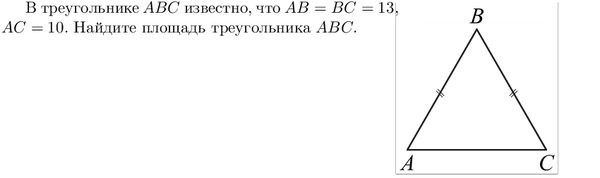 В треугольнике ABC известно, что AB = BC = 13,
AC = 10. Найдите площадь треугольника ABC.
B
A
C